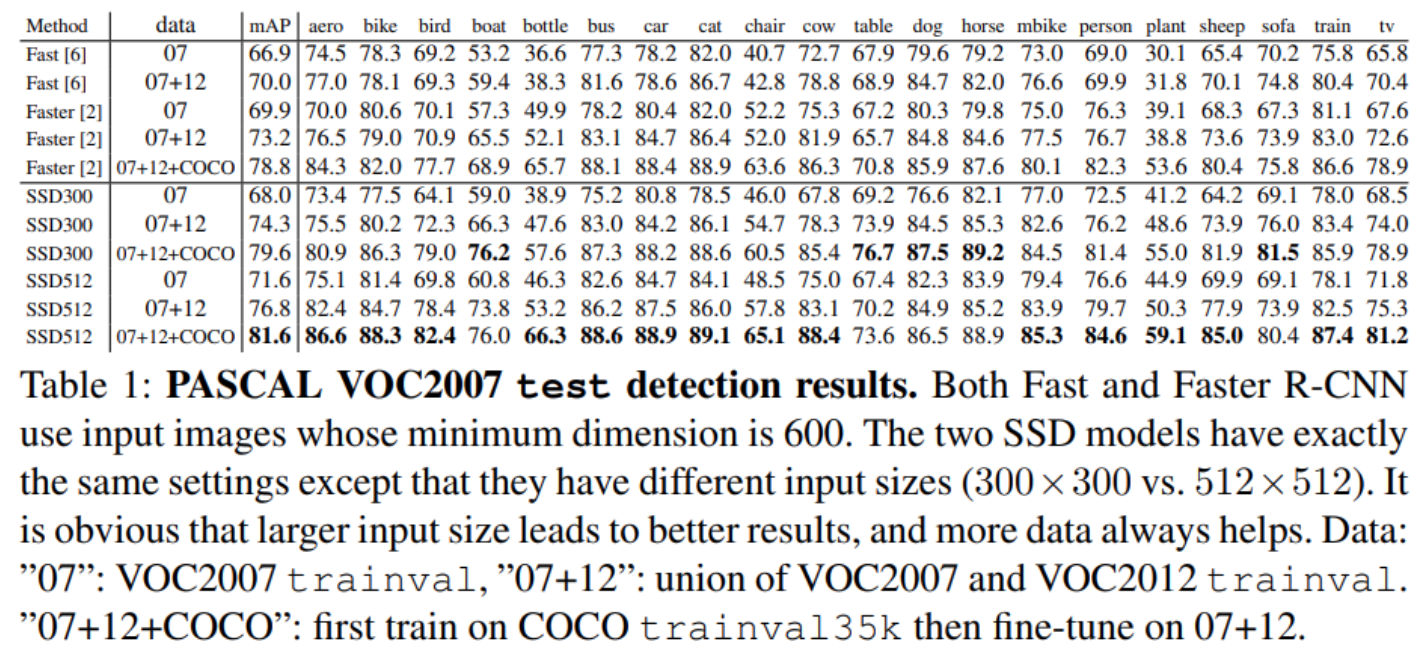 Method data mAP aero bike bird boat bottle bus car cat chair cow table dog horse mbike person plant sheep sofa train tv
Fast [6] 07 66.9 74.5 78.3 69.2 53.2 36.6 77.3 78.2 82.0 40.7 72.7 67.9 79.6 79.2 73.0 69.0 30.1 65.4 70.2 75.8 65.8
Fast [6] 07+12 70.0 77.0 78.1 69.3 59.4 38.3 81.6 78.6 86.7 42.8 78.8 68.9 84.7 82.0 76.6 69.9 31.8 70.1 74.8 80.4 70.4
Faster [2] 07 69.9 70.0 80.6 70.1 57.3 49.9 78.2 80.4 82.0 52.2 75.3 67.2 80.3 79.8 75.0 76.3 39.1 68.3 67.3 81.1 67.6
Faster [2] 07+12 73.2 76.5 79.0 70.9 65.5 52.1 83.1 84.7 86.4 52.0 81.9 65.7 84.8 84.6 77.5 76.7 38.8 73.6 73.9 83.0 72.6
Faster [2] 07+12+COCO 78.8 84.3 82.0 77.7 68.9 65.7 88.1 88.4 88.9 63.6 86.3 70.8 85.9 87.6 80.1 82.3 53.6 80.4 75.8 86.6 78.9
SSD300 07 68.0 73.4 77.5 64.1 59.0 38.9 75.2 80.8 78.5 46.0 67.8 69.2 76.6 82.1 77.0 72.5 41.2 64.2 69.1 78.0 68.5
SSD300 07+12 74.3 75.5 80.2 72.3 66.3 47.6 83.0 84.2 86.1 54.7 78.3 73.9 84.5 85.3 82.6 76.2 48.6 73.9 76.0 83.4 74.0
SSD300 07+12+COCO 79.6 80.9 86.3 79.0 76.2 57.6 87.3 88.2 88.6 60.5 85.4 76.7 87.5 89.2 84.5 81.4 55.0 81.9 81.5 85.9 78.9
SSD512 07 71.6 75.1 81.4 69.8 60.8 46.3 82.6 84.7 84.1 48.5 75.0 67.4 82.3 83.9 79.4 76.6 44.9 69.9 69.1 78.1 71.8
SSD512 07+12 76.8 82.4 84.7 78.4 73.8 53.2 86.2 87.5 86.0 57.8 83.1 70.2 84.9 85.2 83.9 79.7 50.3 77.9 73.9 82.5 75.3
SSD512 07+12+COCO 81.6 86.6 88.3 82.4 76.0 66.3 88.6 88.9 89.1 65.1 88.4 73.6 86.5 88.9 85.3 84.6 59.1 85.0 80.4 87.4 81.2
Table 1: PASCAL VOC2007 test detection results. Both Fast and Faster R-CNN
use input images whose minimum dimension is 600. The two SSD models have exactly
the same settings except that they have different input sizes (300×300 vs. 512×512). It
is obvious that larger input size leads to better results, and more data always helps. Data:
”07”: VOC2007 trainval, ”07+12”: union of VOC2007 and VOC2012 trainval.
”07+12+COCO”: first train on COCO trainval35k then fine-tune on 07+12.